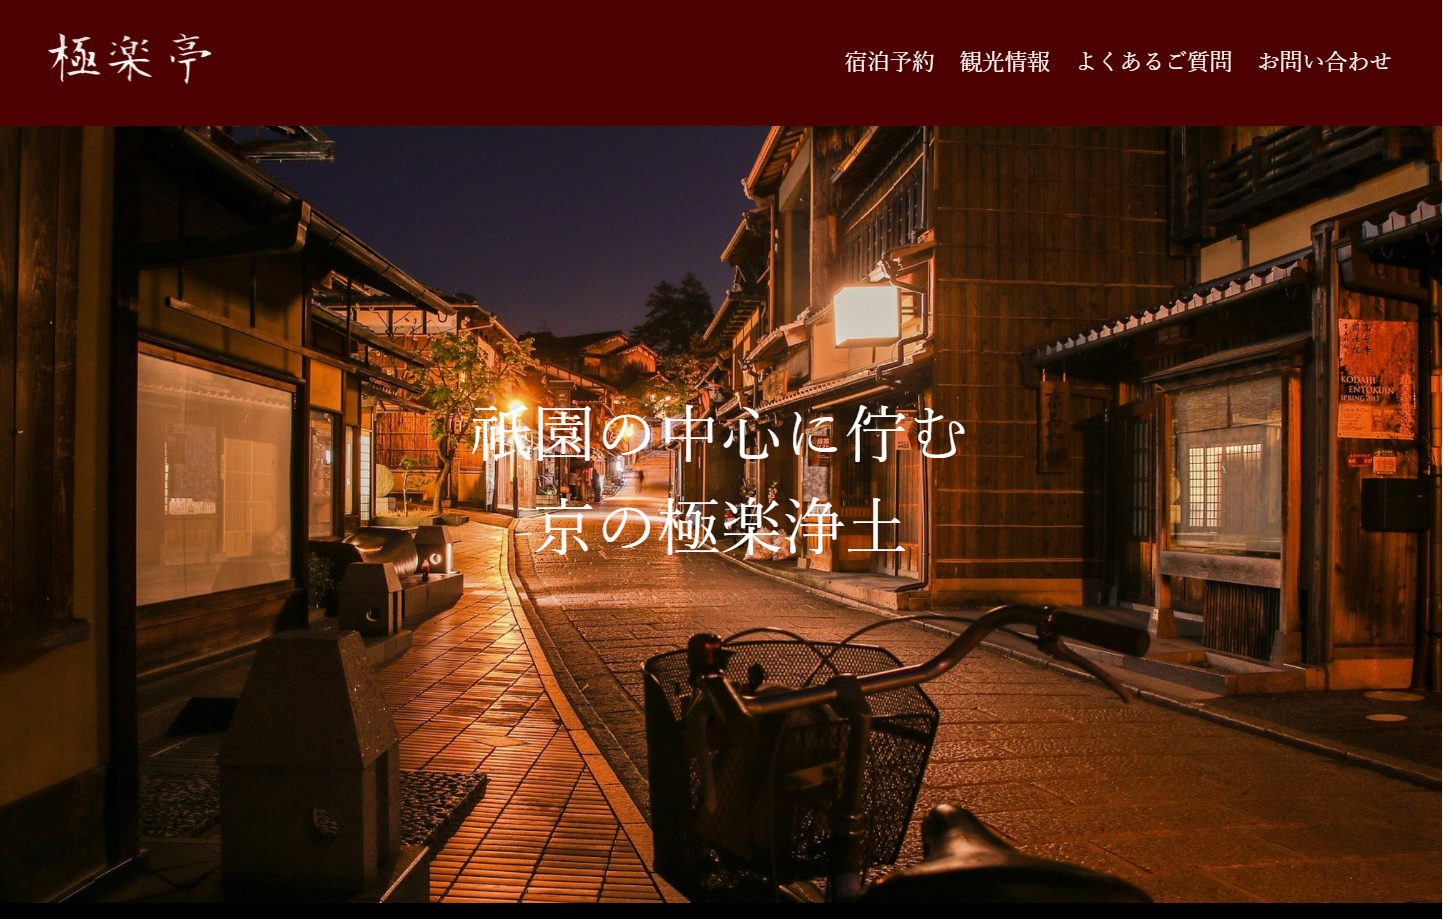 極楽亭
宿泊予約 観光情報 よくあるご質問 お問い合わせ
祇園の中心に佇む
京の極楽浄土
KODAIJI
ENTOKUIN
SPRING 2017